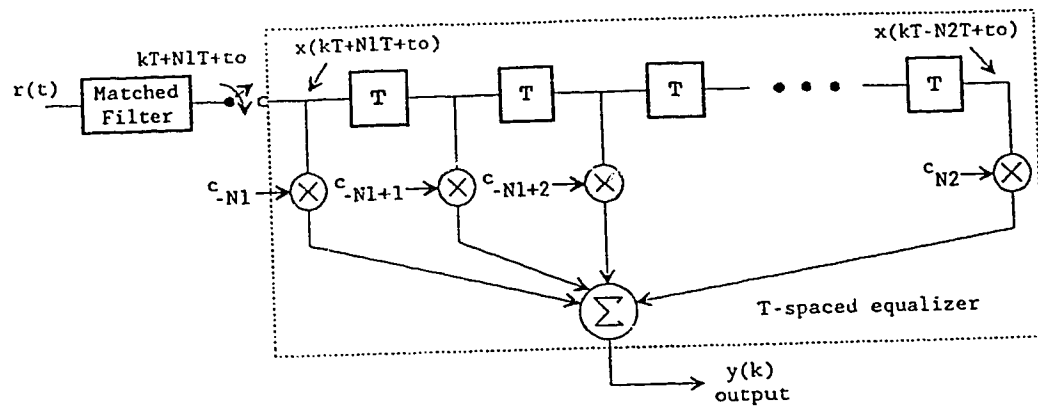 x(kT+N1T+to)
x(kT-N2T+to)
kT+N1T+to
r(t)
Matched
Filter
c
T
T
T
T
c-N1
c-N1+1
c-N1+2
cN2
Σ
T-spaced equalizer
y(k)
output